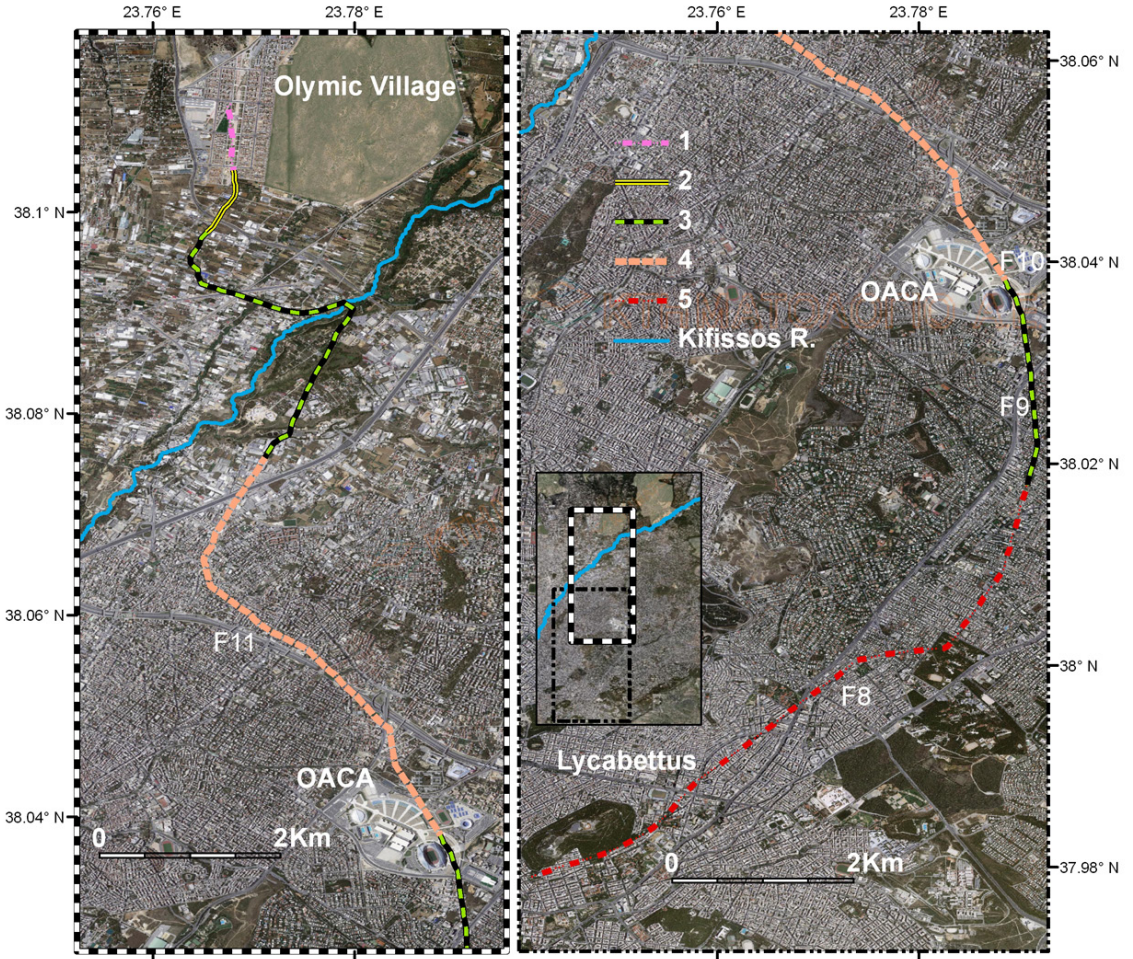 23.76° E
23.78° E
23.76° E
23.78° E
Olymic Village
38.1° N
38.08° N
38.06° N
38.04° N
F11
OACA
0
2Km
38.06° N
38.04° N
38.02° N
38° N
37.98° N
1
2
3
4
5
Kifissos R.
F10
OACA
F9
F8
Lycabettus
0
2Km